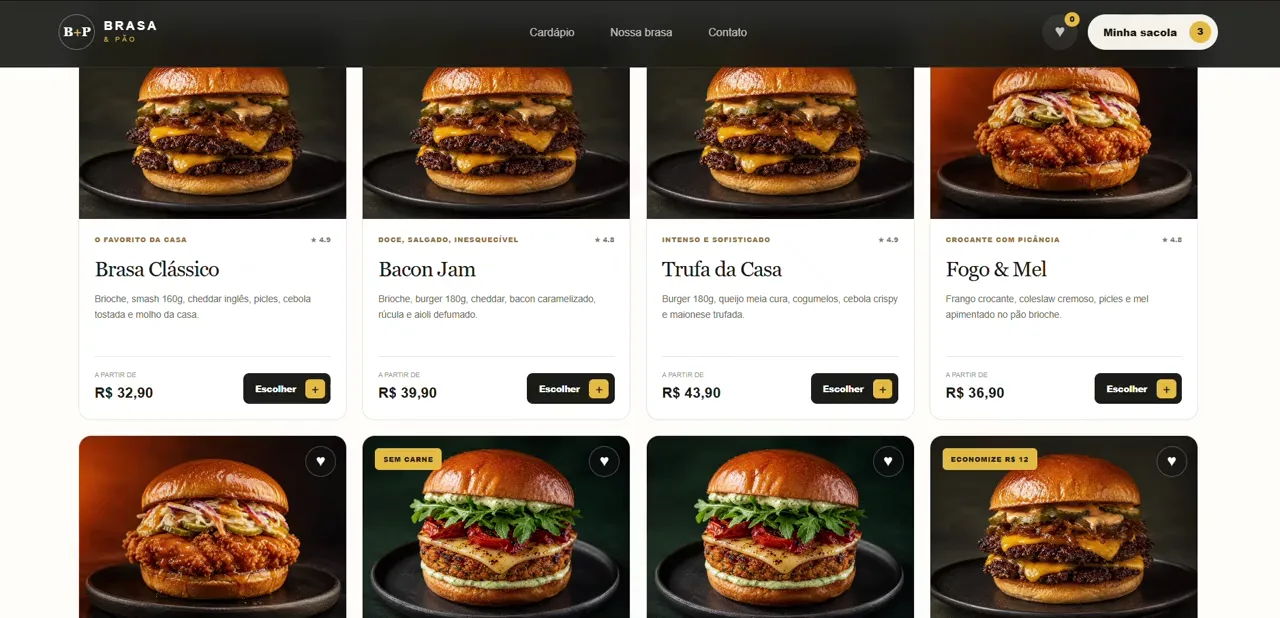 B+P
BRASA
& PÃO
Cardápio
Nossa brasa
Contato
0
Minha sacola
3
O FAVORITO DA CASA
★ 4.9
Brasa Clássico
Brioche, smash 160g, cheddar inglês, picles, cebola
tostada e molho da casa.
A PARTIR DE
R$ 32,90
Escolher +
DOCE, SALGADO, INESQUECÍVEL
★ 4.8
Bacon Jam
Brioche, burger 180g, cheddar, bacon caramelizado,
rúcula e aioli defumado.
A PARTIR DE
R$ 39,90
Escolher +
INTENSO E SOFISTICADO
★ 4.9
Trufa da Casa
Burger 180g, queijo meia cura, cogumelos, cebola crispy
e maionese trufada.
A PARTIR DE
R$ 43,90
Escolher +
CROCANTE COM PICÂNCIA
★ 4.8
Fogo & Mel
Frango crocante, coleslaw cremoso, picles e mel
apimentado no pão brioche.
A PARTIR DE
R$ 36,90
Escolher +
SEM CARNE
ECONOMIZE R$ 12